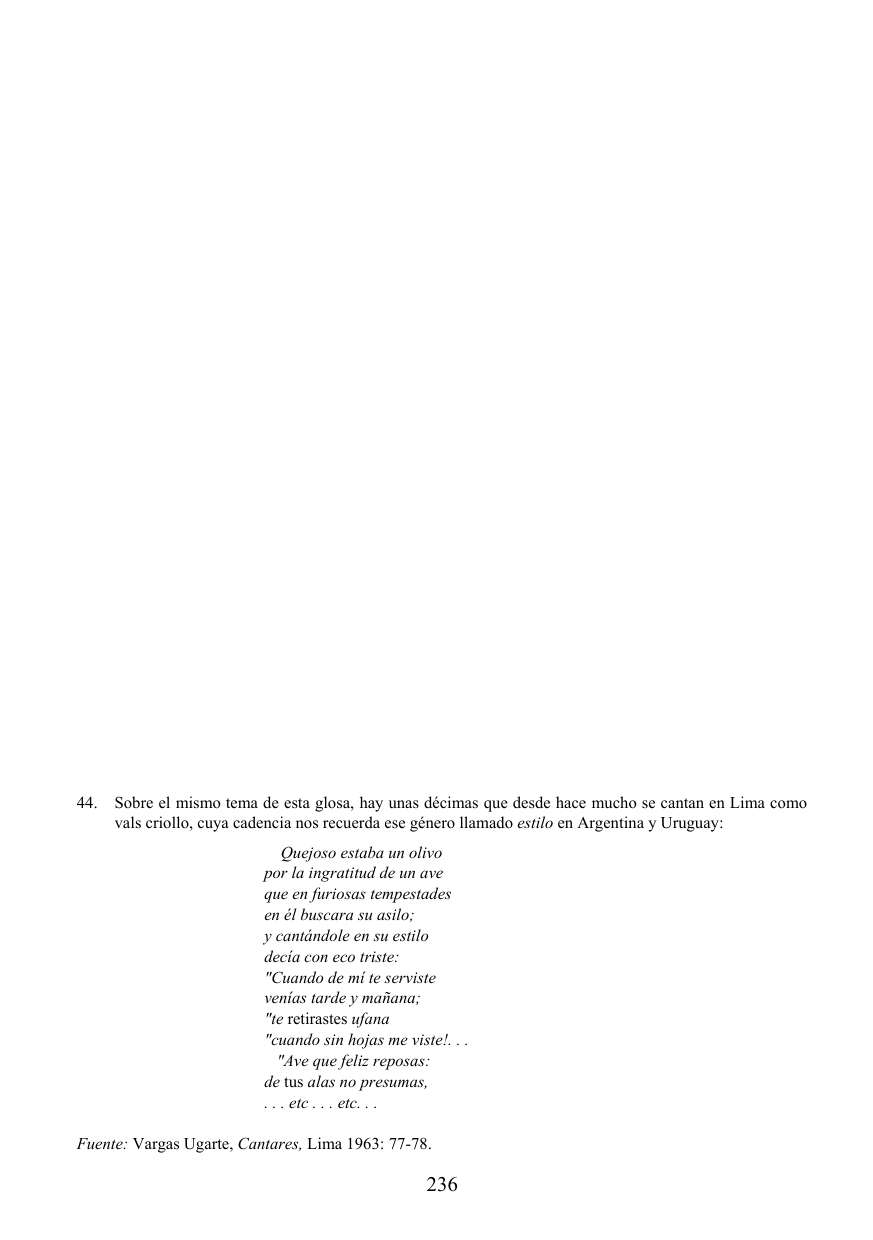 44. Sobre el mismo tema de esta glosa, hay unas décimas que desde hace mucho se cantan en Lima como
vals criollo, cuya cadencia nos recuerda ese género llamado estilo en Argentina y Uruguay:
Quejoso estaba un olivo
por la ingratitud de un ave
que en furiosas tempestades
en él buscara su asilo;
y cantándole en su estilo
decía con eco triste:
"Cuando de mí te serviste
venías tarde y mañana;
"te retirastes ufana
"cuando sin hojas me viste!. . .
"Ave que feliz reposas:
de tus alas no presumas,
. . . etc . . . etc. . .
Fuente: Vargas Ugarte, Cantares, Lima 1963: 77-78.
236